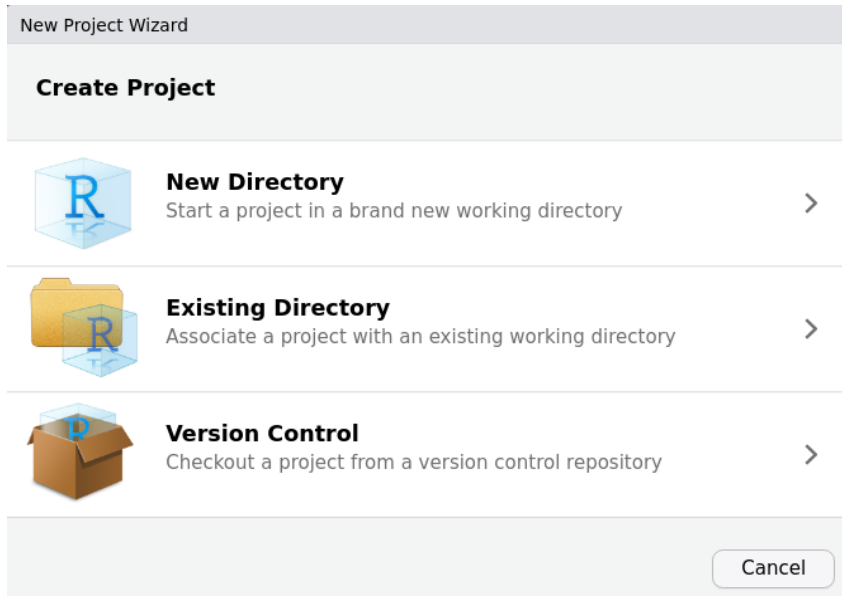 New Project Wizard
Create Project
R
New Directory
Start a project in a brand new working directory
R
Existing Directory
Associate a project with an existing working directory
R
Version Control
Checkout a project from a version control repository
Cancel